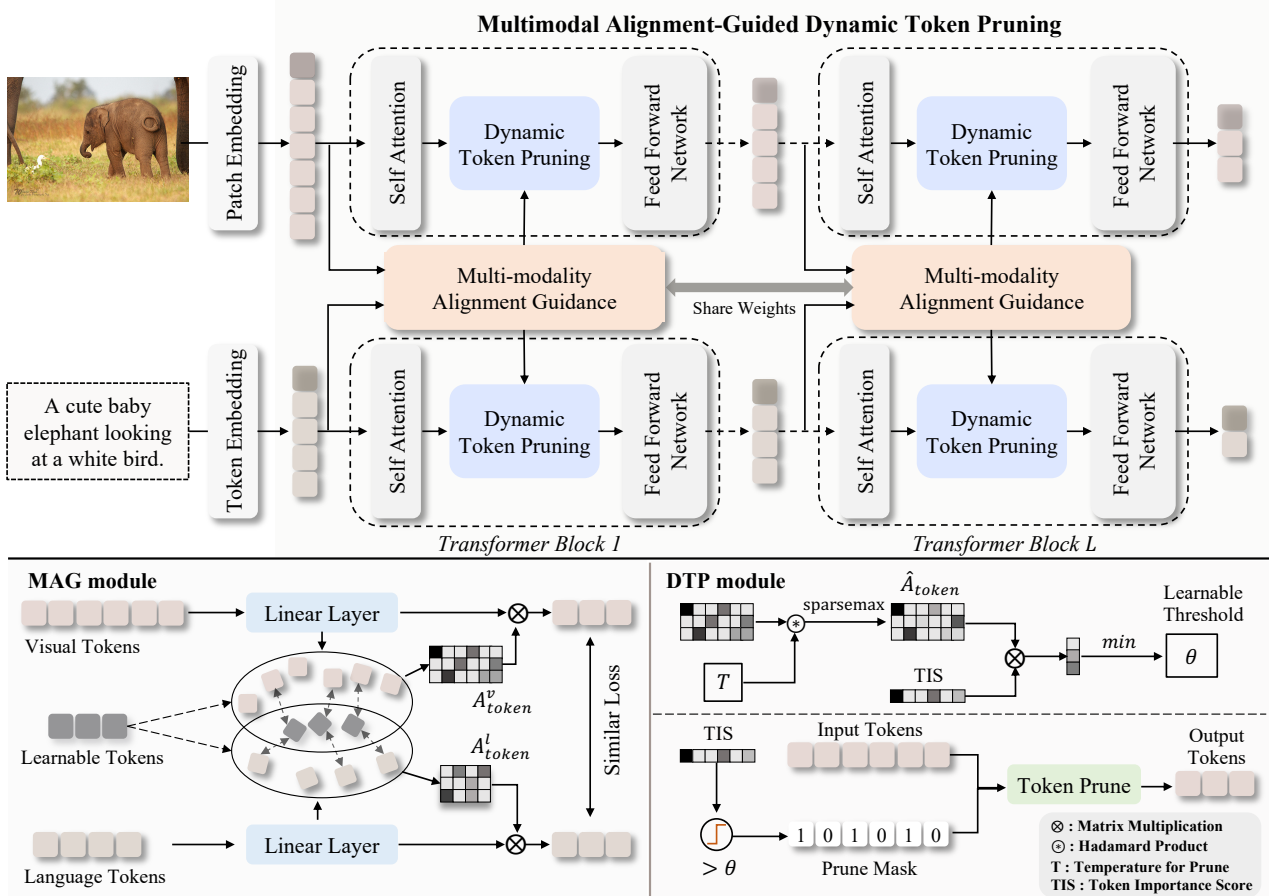 Multimodal Alignment-Guided Dynamic Token Pruning
Patch Embedding
Self Attention
Dynamic
Token Pruning
Feed Forward
Network
Self Attention
Dynamic
Token Pruning
Feed Forward
Network
Multi-modality
Alignment Guidance
Share Weights
Multi-modality
Alignment Guidance
A cute baby
elephant looking
at a white bird.
Token Embedding
Self Attention
Dynamic
Token Pruning
Feed Forward
Network
Self Attention
Dynamic
Token Pruning
Feed Forward
Network
Transformer Block 1
Transformer Block L
MAG module
Linear Layer
Visual Tokens
A^v_token
Learnable Tokens
A^l_token
Similar Loss
Linear Layer
Language Tokens
DTP module
sparsemax
Â_token
Learnable
Threshold
T
TIS
min
θ
TIS
Input Tokens
Output
Tokens
Token Prune
1 0 1 0 1 0
> θ
Prune Mask
⊗ : Matrix Multiplication
⊛ : Hadamard Product
T : Temperature for Prune
TIS : Token Importance Score